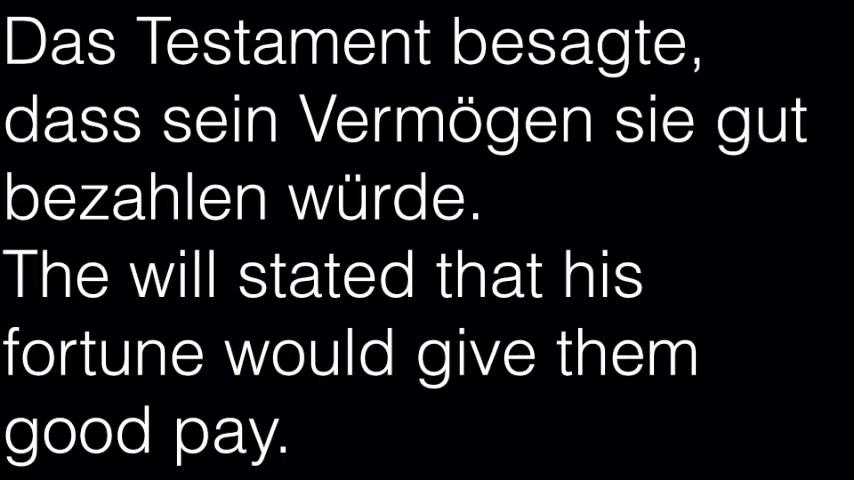 Das Testament besagte,
dass sein Vermögen sie gut
bezahlen würde.
The will stated that his
fortune would give them
good pay.